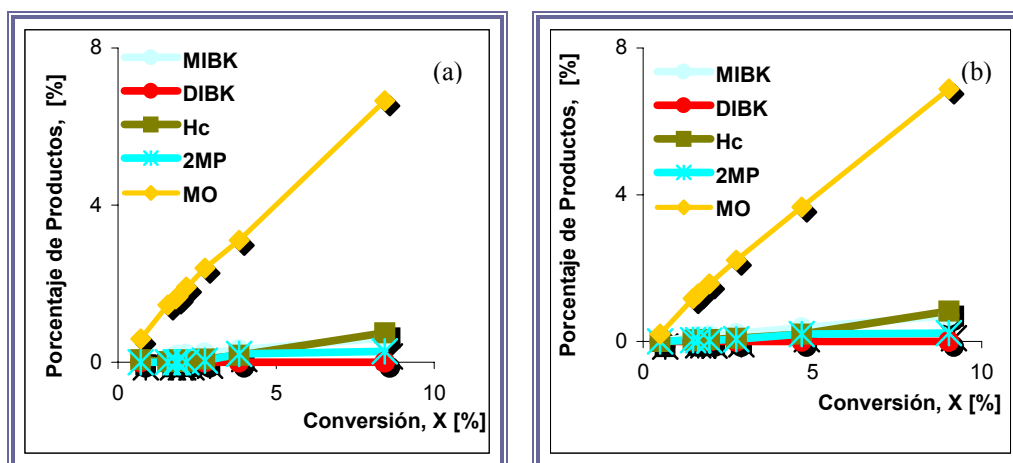 Porcentaje de Productos, [%]
8
4
0
MIBK
DIBK
Hc
2MP
MO
(a)
0
5
10
Conversión, X [%]
Porcentaje de Productos, [%]
8
4
0
MIBK
DIBK
Hc
2MP
MO
(b)
0
5
10
Conversión, X [%]